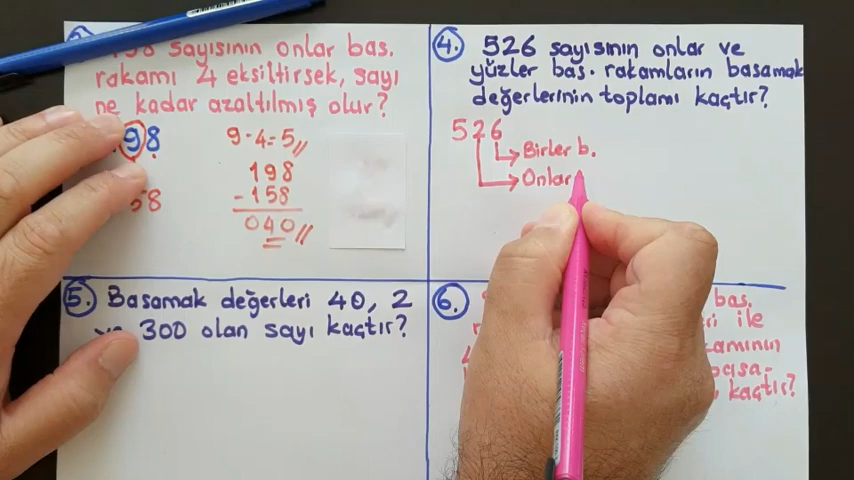 sayısının onlar bas.
rakamı 4 eksiltirsek, sayı
ne kadar azaltılmış olur?
98
58
9-4=5//
198
-158
040//
4. 526 sayısının onlar ve
yüzler bas. rakamların basamak
değerlerinin toplamı kaçtır?
526
Birler b.
Onlar
5. Basamak değerleri 40, 2
300 olan sayı kaçtır?
6.
bas.
ile
kaçtır?